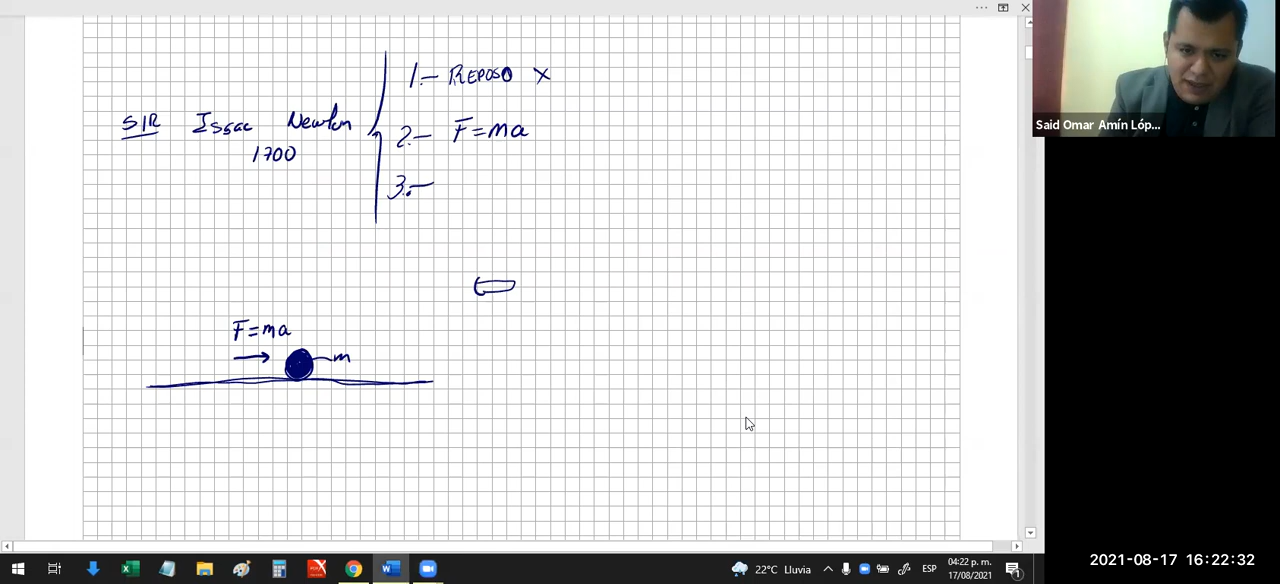 1.- REPOSO X
SIR Issac Newton
1700
2.- F=ma
3.-
F=ma
m
Said Omar Amín Lóp...
22°C Lluvia
ESP
04:22 p. m.
17/08/2021
2021-08-17 16:22:32